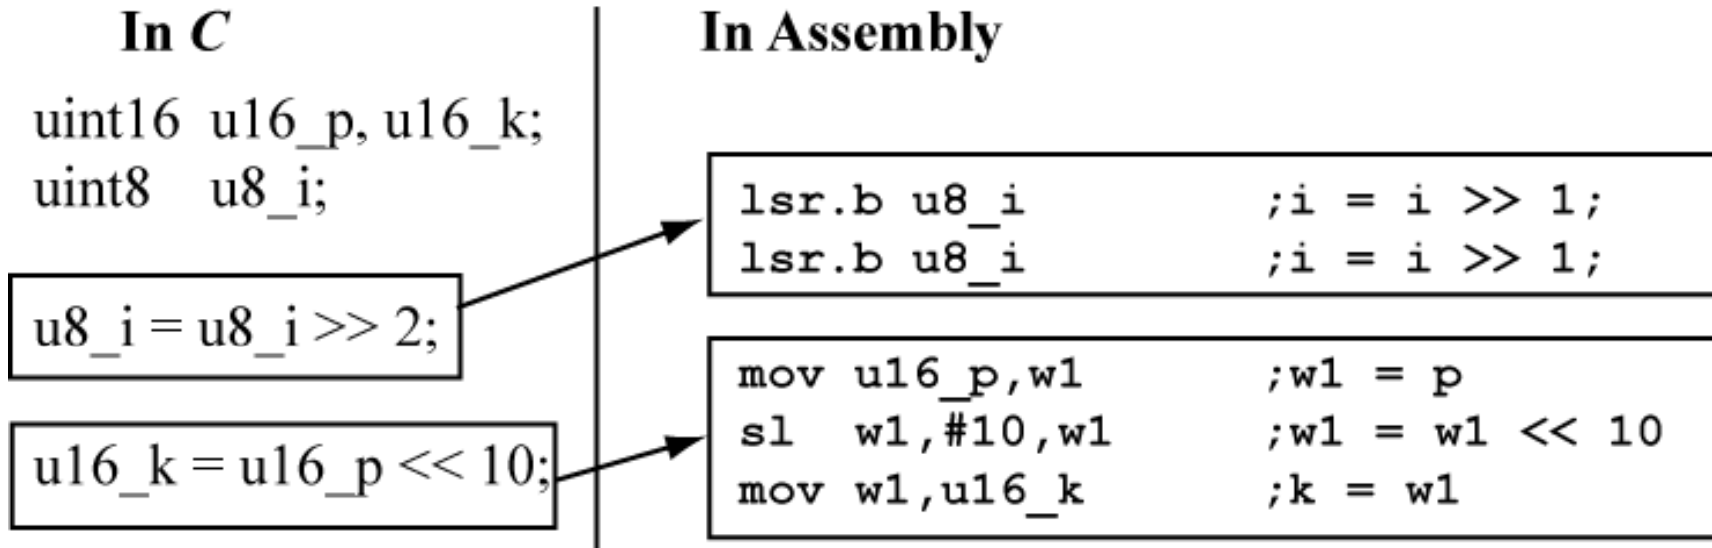 In C
uint16 u16_p, u16_k;
uint8 u8_i;
u8_i = u8_i >> 2;
u16_k = u16_p << 10;
In Assembly
lsr.b u8_i ;i = i >> 1;
lsr.b u8_i ;i = i >> 1;
mov u16_p,w1 ;w1 = p
sl w1,#10,w1 ;w1 = w1 << 10
mov w1,u16_k ;k = w1